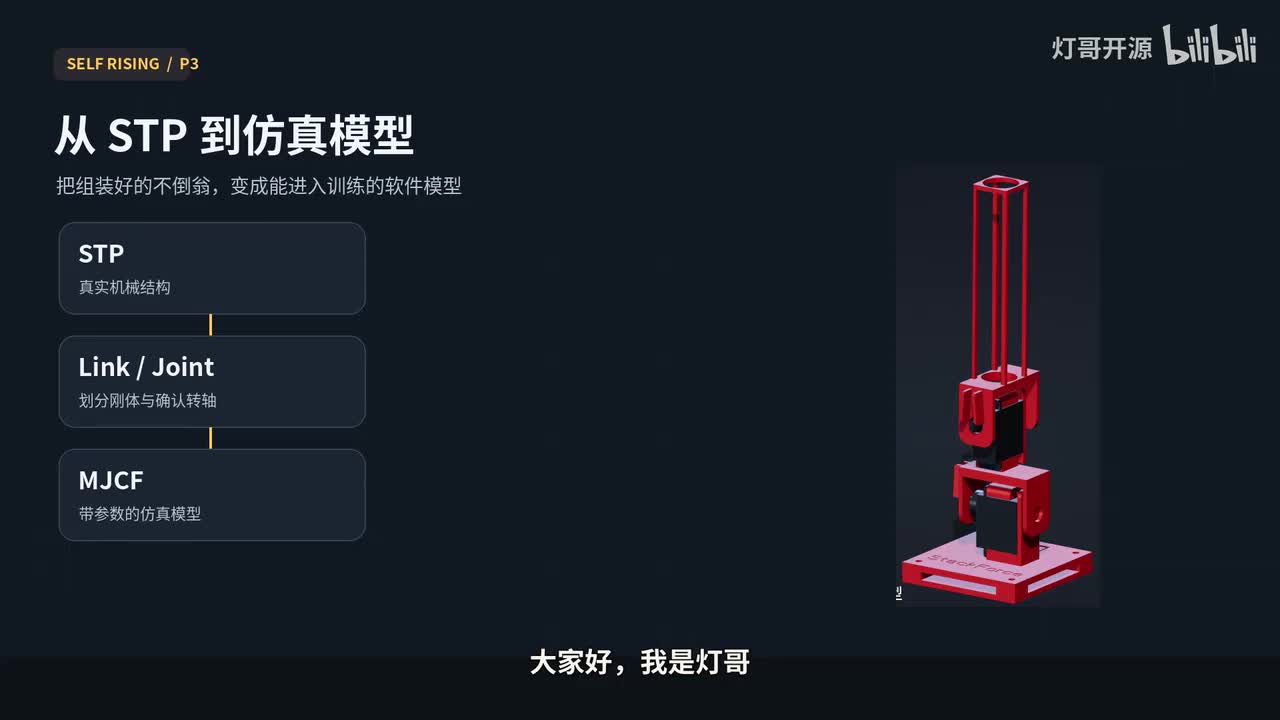 SELF RISING / P3
灯哥开源 bilibili
从 STP 到仿真模型
把组装好的不倒翁，变成能进入训练的软件模型
STP
真实机械结构
Link / Joint
划分刚体与确认转轴
MJCF
带参数的仿真模型
StackForce
型
大家好，我是灯哥